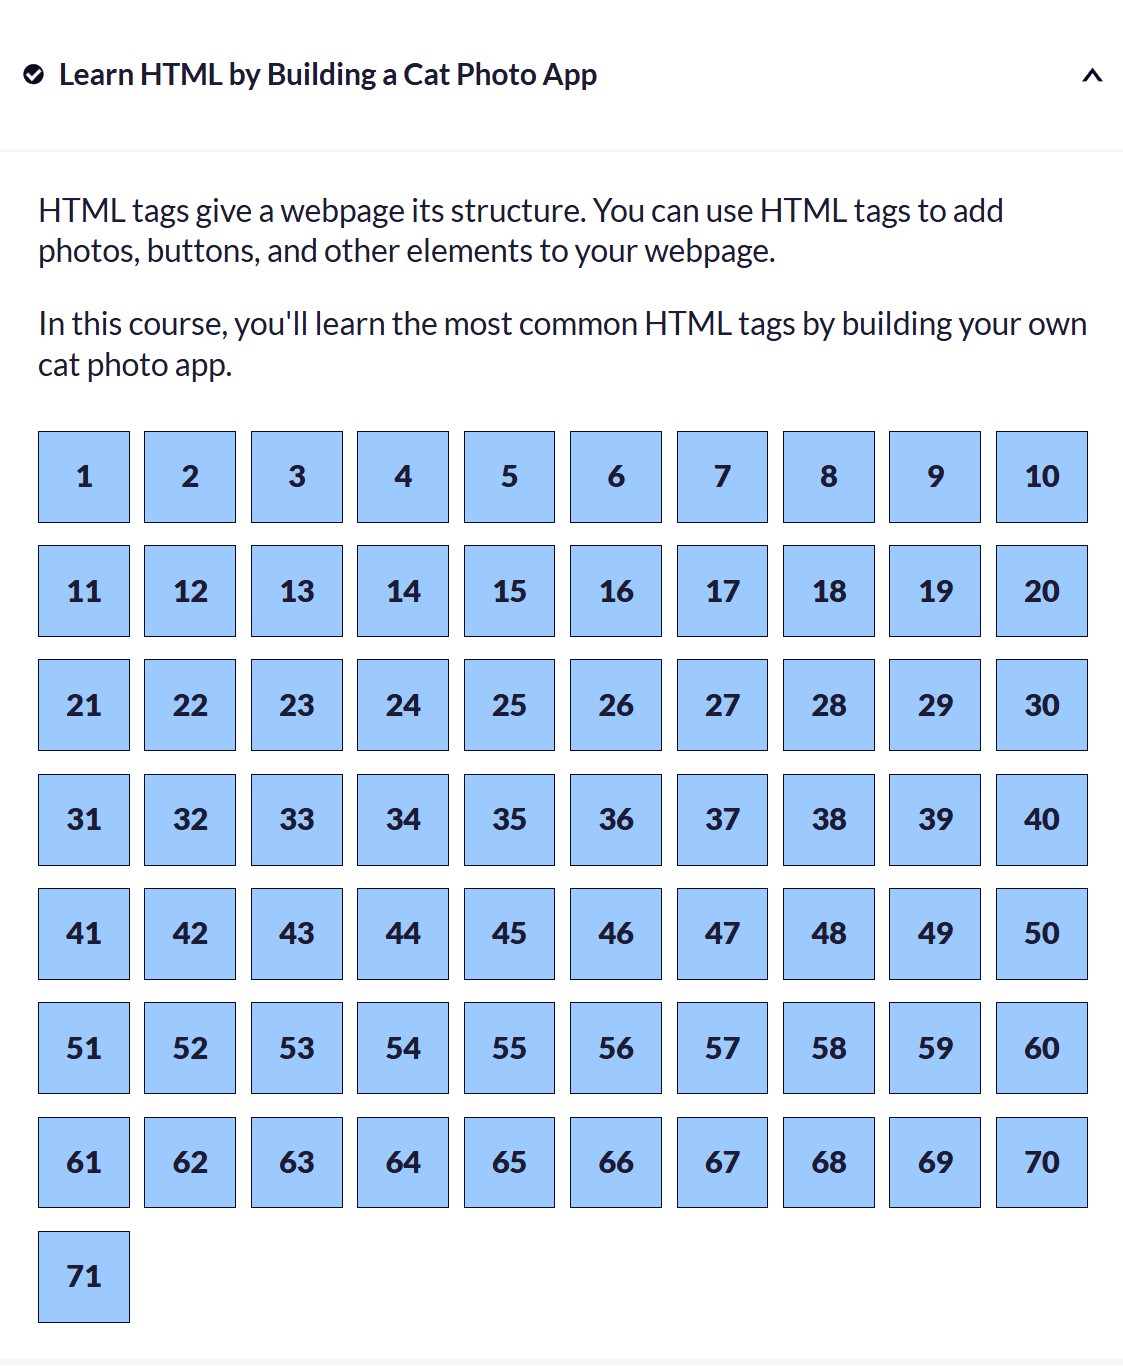 Learn HTML by Building a Cat Photo App
HTML tags give a webpage its structure. You can use HTML tags to add
photos, buttons, and other elements to your webpage.
In this course, you'll learn the most common HTML tags by building your own
cat photo app.
1 2 3 4 5 6 7 8 9 10
11 12 13 14 15 16 17 18 19 20
21 22 23 24 25 26 27 28 29 30
31 32 33 34 35 36 37 38 39 40
41 42 43 44 45 46 47 48 49 50
51 52 53 54 55 56 57 58 59 60
61 62 63 64 65 66 67 68 69 70
71